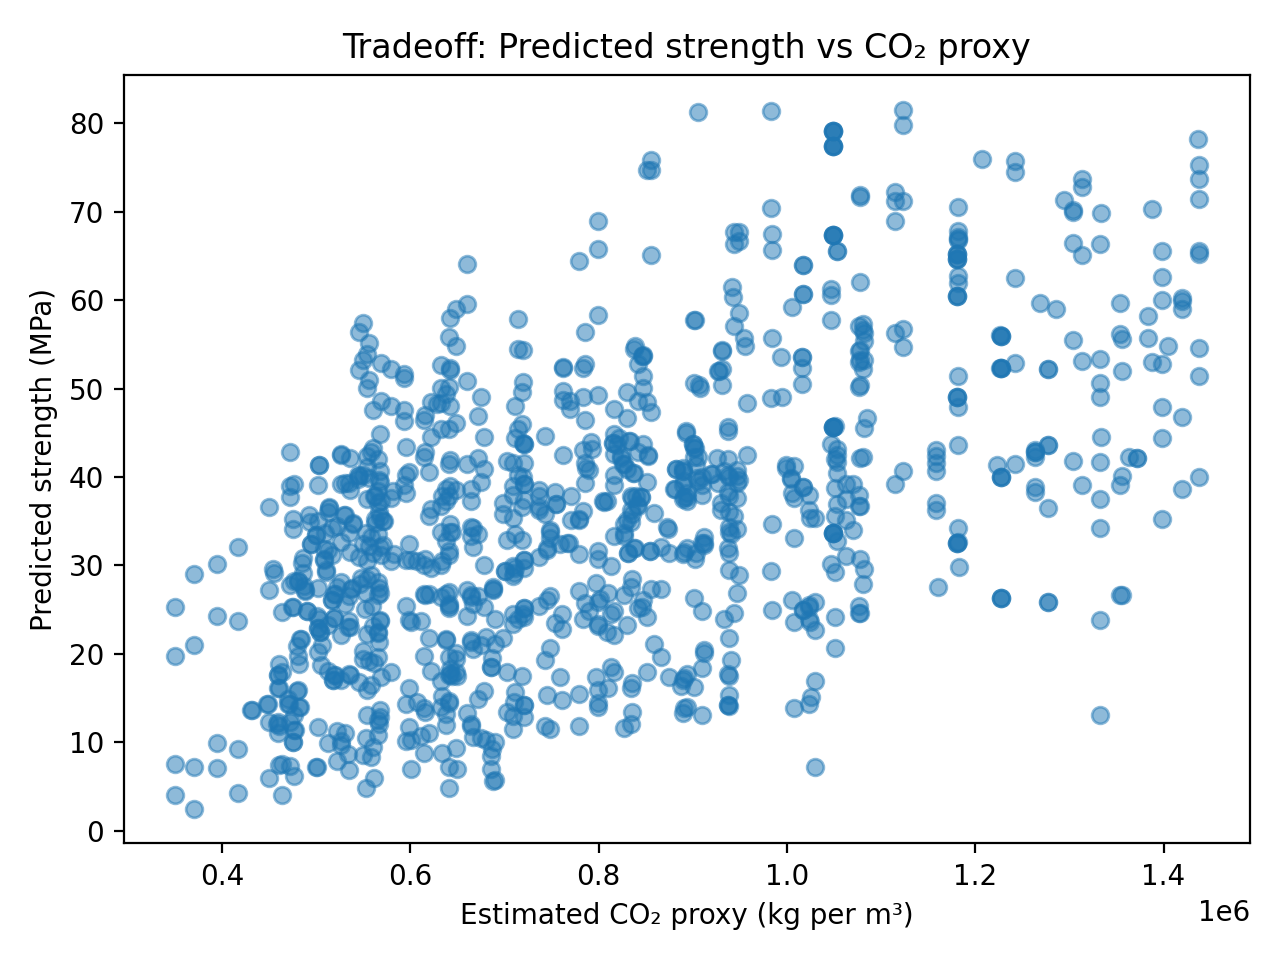 Tradeoff: Predicted strength vs CO₂ proxy
Predicted strength (MPa)
80
70
60
50
40
30
20
10
0
0.4 0.6 0.8 1.0 1.2 1.4
1e6
Estimated CO₂ proxy (kg per m³)